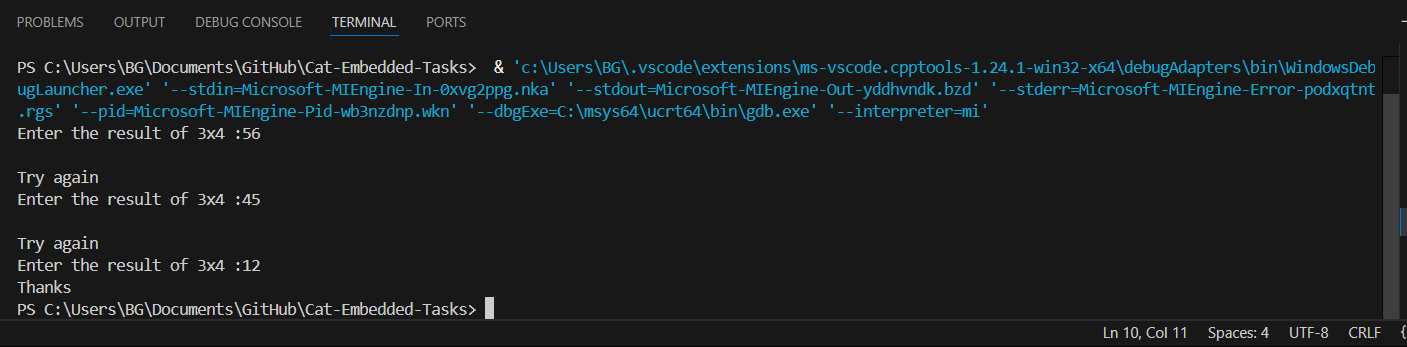 PROBLEMS OUTPUT DEBUG CONSOLE TERMINAL PORTS
PS C:\Users\BG\Documents\GitHub\Cat-Embedded-Tasks>  & 'c:\Users\BG\.vscode\extensions\ms-vscode.cpptools-1.24.1-win32-x64\debugAdapters\bin\WindowsDeb
ugLauncher.exe' '--stdin=Microsoft-MIEngine-In-0xvg2ppg.nka' '--stdout=Microsoft-MIEngine-Out-yddhvndk.bzd' '--stderr=Microsoft-MIEngine-Error-podxqtnt
.rgs' '--pid=Microsoft-MIEngine-Pid-wb3nzdnp.wkn' '--dbgExe=C:\msys64\ucrt64\bin\gdb.exe' '--interpreter=mi'
Enter the result of 3x4 :56
Try again
Enter the result of 3x4 :45
Try again
Enter the result of 3x4 :12
Thanks
PS C:\Users\BG\Documents\GitHub\Cat-Embedded-Tasks>
Ln 10, Col 11 Spaces: 4 UTF-8 CRLF {